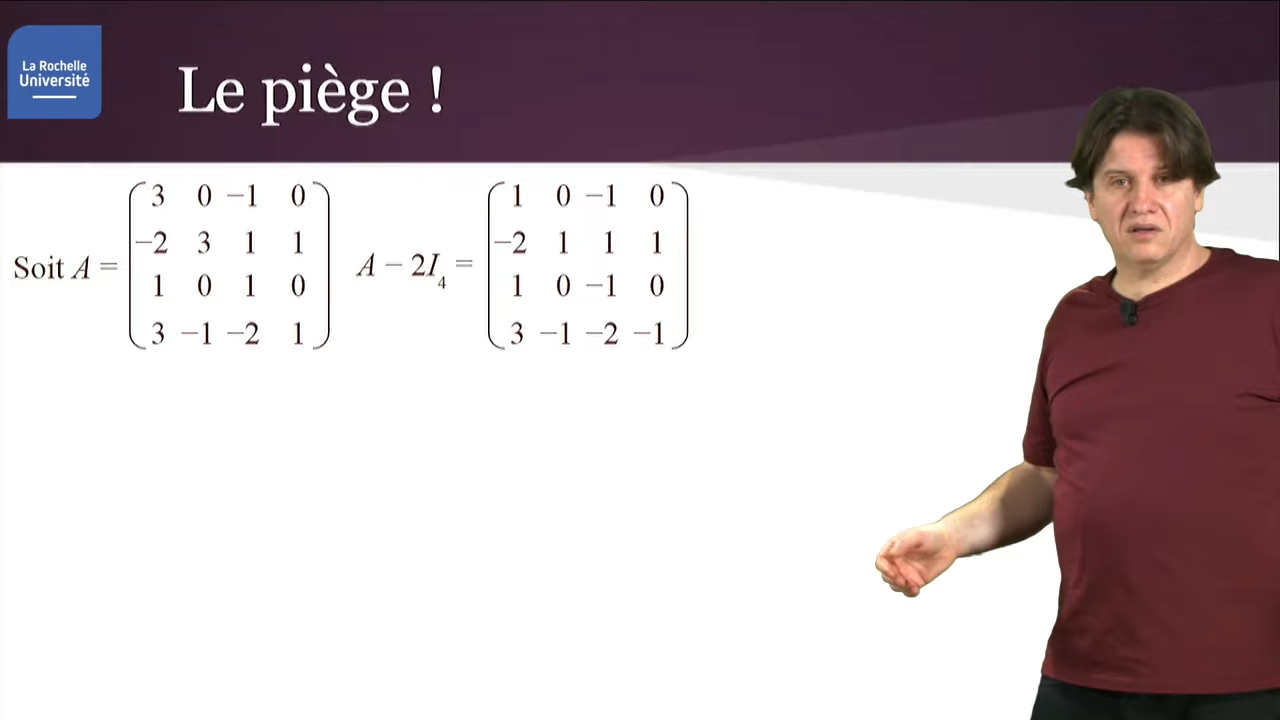 La Rochelle
Université
Le piège !
Soit A = 
3 0 −1 0
−2 3 1 1
1 0 1 0
3 −1 −2 1
A − 2I₄ =
1 0 −1 0
−2 1 1 1
1 0 −1 0
3 −1 −2 −1